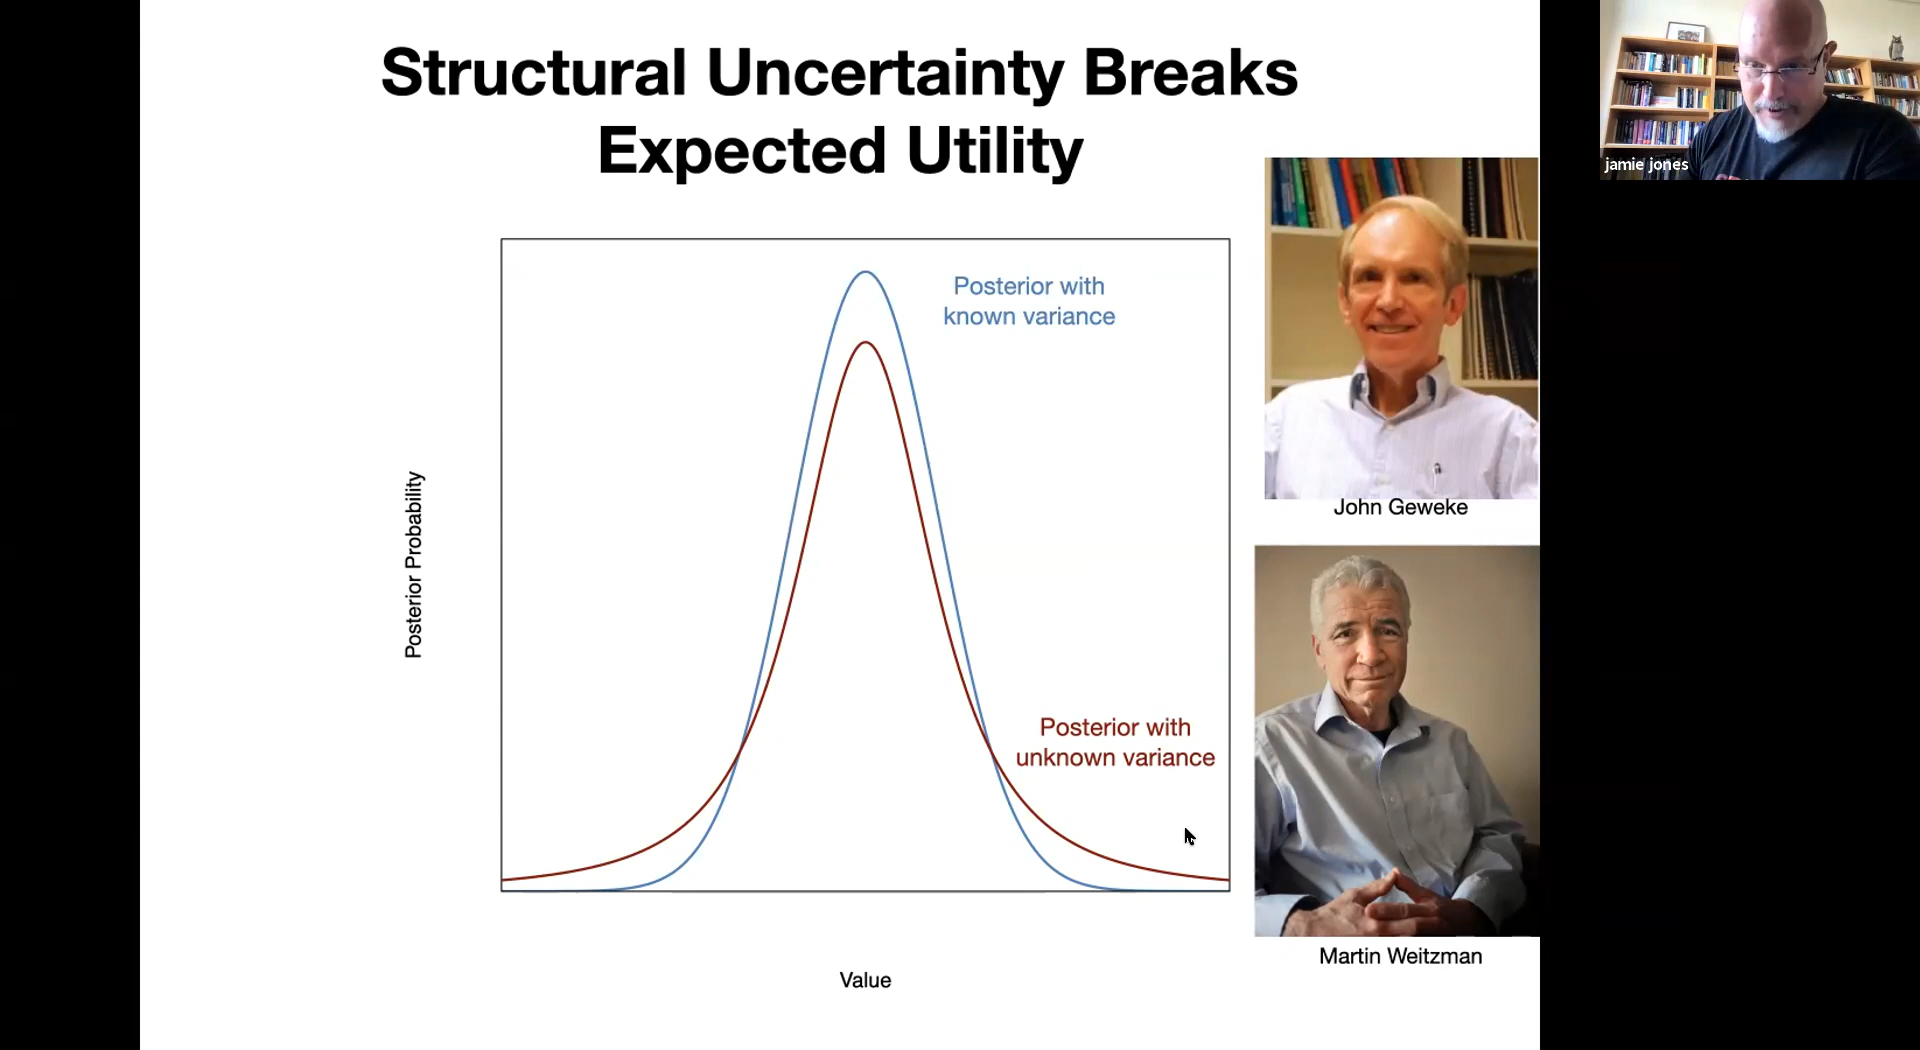 Structural Uncertainty Breaks
Expected Utility
jamie jones
Posterior with
known variance
John Geweke
Posterior Probability
Posterior with
unknown variance
Martin Weitzman
Value